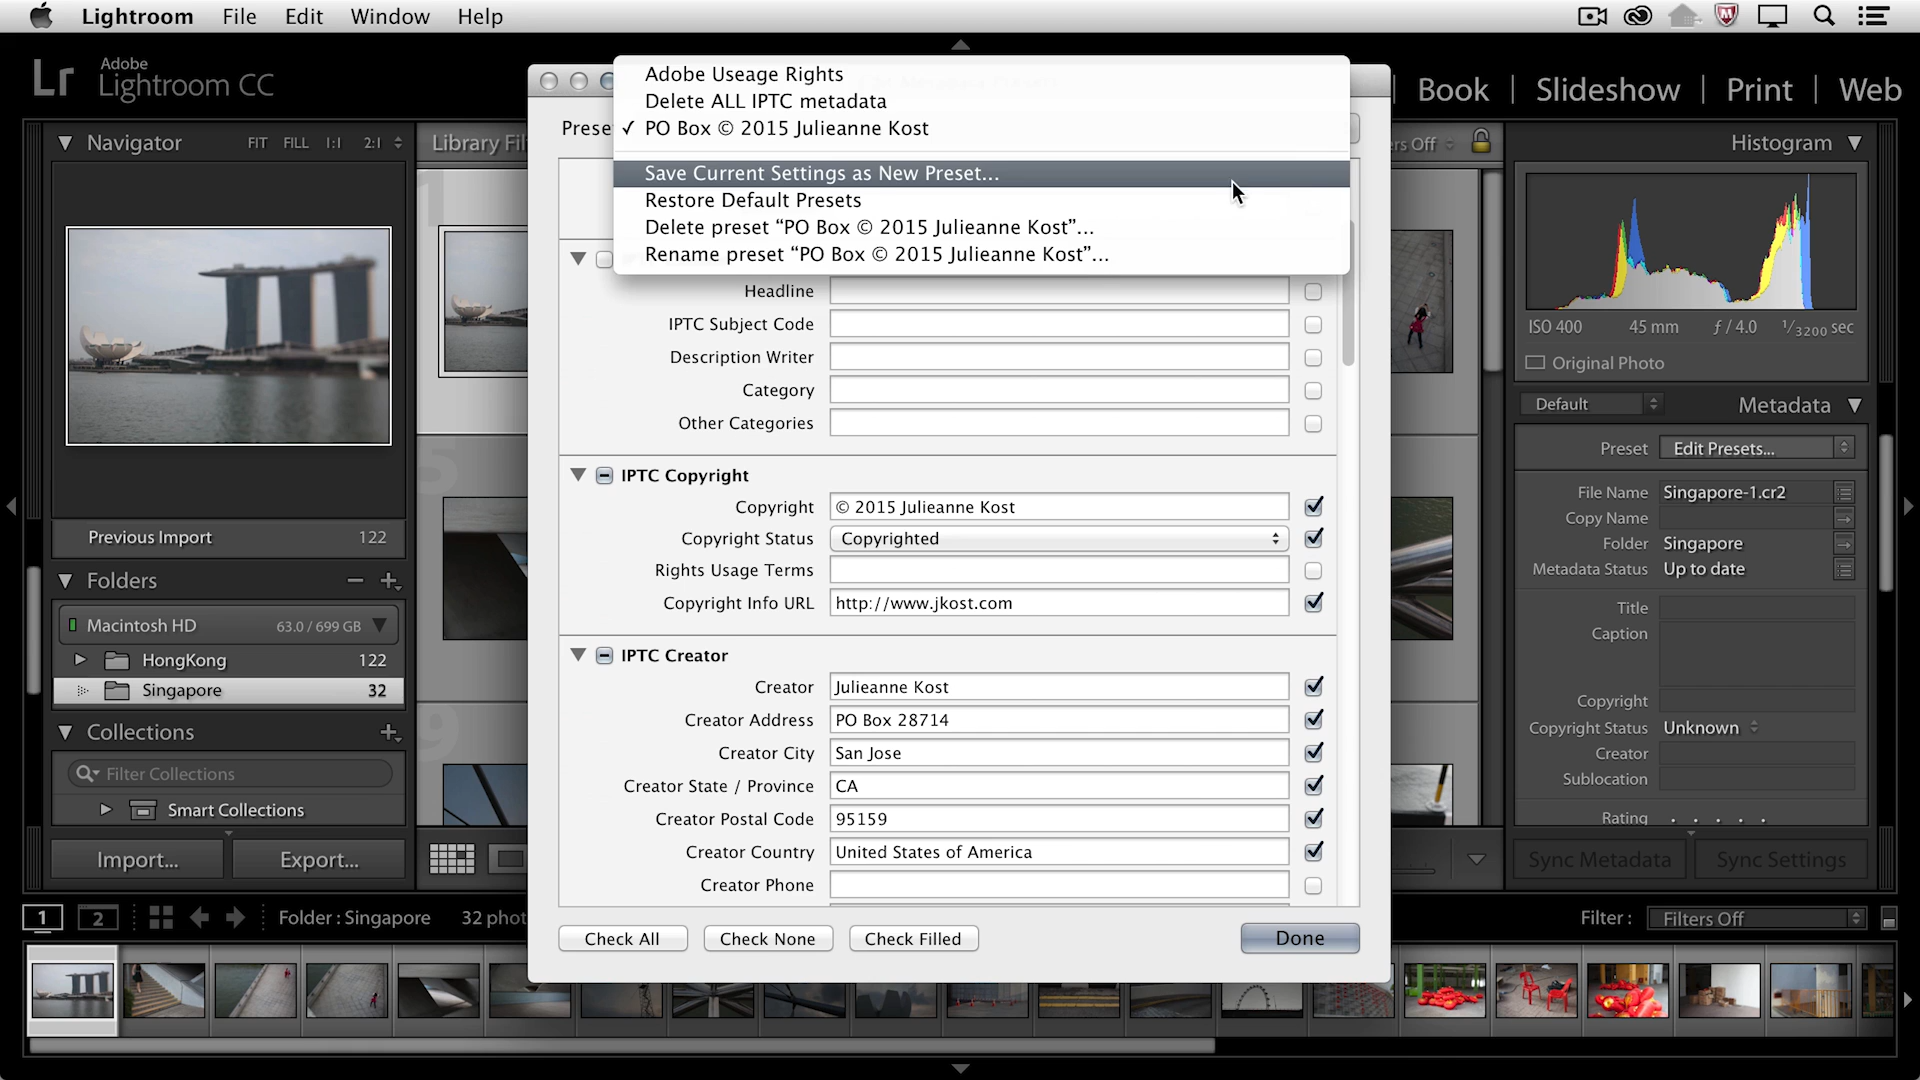 Lightroom File Edit Window Help
Lr Adobe Lightroom CC
Book | Slideshow | Print | Web
Adobe Useage Rights
Delete ALL IPTC metadata
Prese ✓ PO Box © 2015 Julieanne Kost
Save Current Settings as New Preset...
Restore Default Presets
Delete preset “PO Box © 2015 Julieanne Kost”...
Rename preset “PO Box © 2015 Julieanne Kost”...
Navigator FIT FILL 1:1 2:1
Previous Import 122
Folders
Macintosh HD 63.0 / 699 GB
HongKong 122
Singapore 32
Collections
Filter Collections
Smart Collections
Import... Export...
Library Fil
rs Off
Headline
IPTC Subject Code
Description Writer
Category
Other Categories
IPTC Copyright
Copyright © 2015 Julieanne Kost
Copyright Status Copyrighted
Rights Usage Terms
Copyright Info URL http://www.jkost.com
IPTC Creator
Creator Julieanne Kost
Creator Address PO Box 28714
Creator City San Jose
Creator State / Province CA
Creator Postal Code 95159
Creator Country United States of America
Creator Phone
Check All Check None Check Filled Done
Histogram
ISO 400 45 mm f / 4.0 1/3200 sec
Original Photo
Default Metadata
Preset Edit Presets...
File Name Singapore-1.cr2
Copy Name
Folder Singapore
Metadata Status Up to date
Title
Caption
Copyright
Copyright Status Unknown
Creator
Sublocation
Rating . . . . .
Sync Metadata Sync Settings
1 2 Folder : Singapore 32 phot
Filter : Filters Off